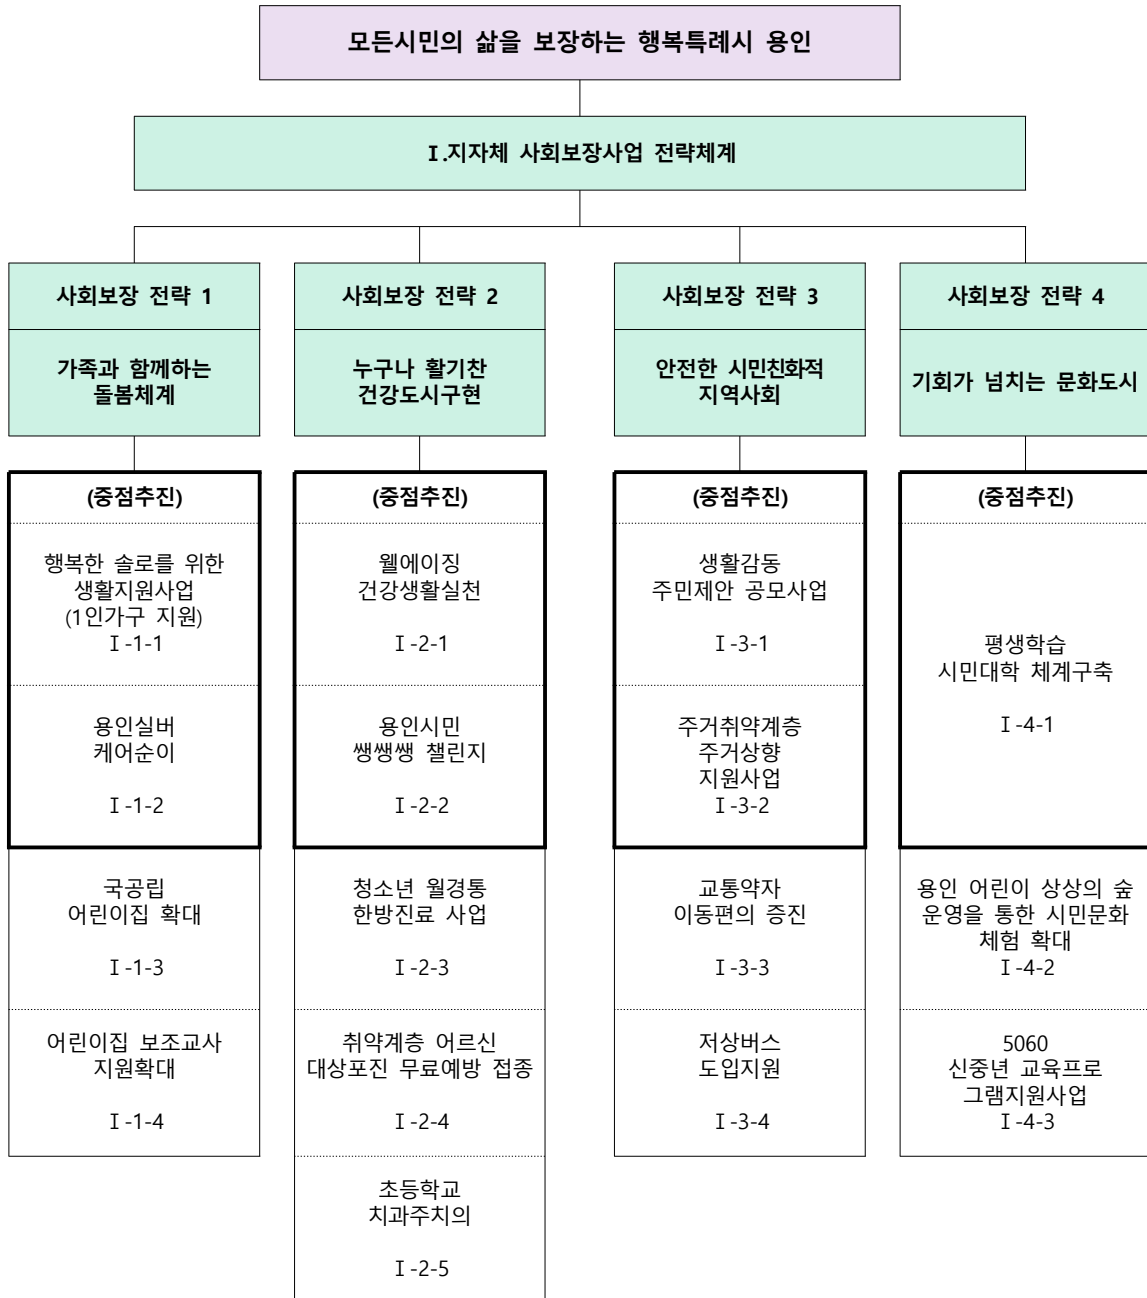 모든시민의 삶을 보장하는 행복특례시 용인
Ⅰ.지자체 사회보장사업 전략체계
사회보장 전략 1
가족과 함께하는
돌봄체계
(중점추진)
행복한 솔로를 위한
생활지원사업
(1인가구 지원)
Ⅰ-1-1
용인실버
케어순이
Ⅰ-1-2
국공립
어린이집 확대
Ⅰ-1-3
어린이집 보조교사
지원확대
Ⅰ-1-4
사회보장 전략 2
누구나 활기찬
건강도시구현
(중점추진)
웰에이징
건강생활실천
Ⅰ-2-1
용인시민
쌩쌩쌩 챌린지
Ⅰ-2-2
청소년 월경통
한방진료 사업
Ⅰ-2-3
취약계층 어르신
대상포진 무료예방 접종
Ⅰ-2-4
초등학교
치과주치의
Ⅰ-2-5
사회보장 전략 3
안전한 시민친화적
지역사회
(중점추진)
생활감동
주민제안 공모사업
Ⅰ-3-1
주거취약계층
주거상향
지원사업
Ⅰ-3-2
교통약자
이동편의 증진
Ⅰ-3-3
저상버스
도입지원
Ⅰ-3-4
사회보장 전략 4
기회가 넘치는 문화도시
(중점추진)
평생학습
시민대학 체계구축
Ⅰ-4-1
용인 어린이 상상의 숲
운영을 통한 시민문화
체험 확대
Ⅰ-4-2
5060
신중년 교육프로
그램지원사업
Ⅰ-4-3